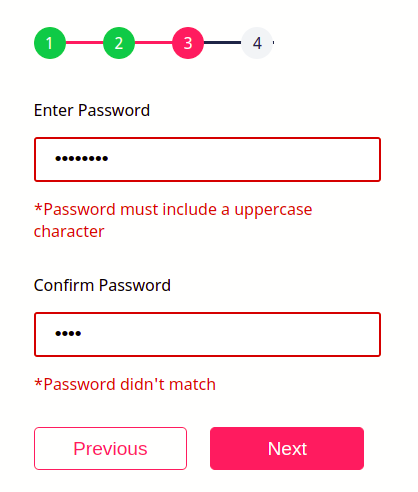 1 2 3 4
Enter Password
••••••••
*Password must include a uppercase
character
Confirm Password
••••
*Password didn't match
Previous Next